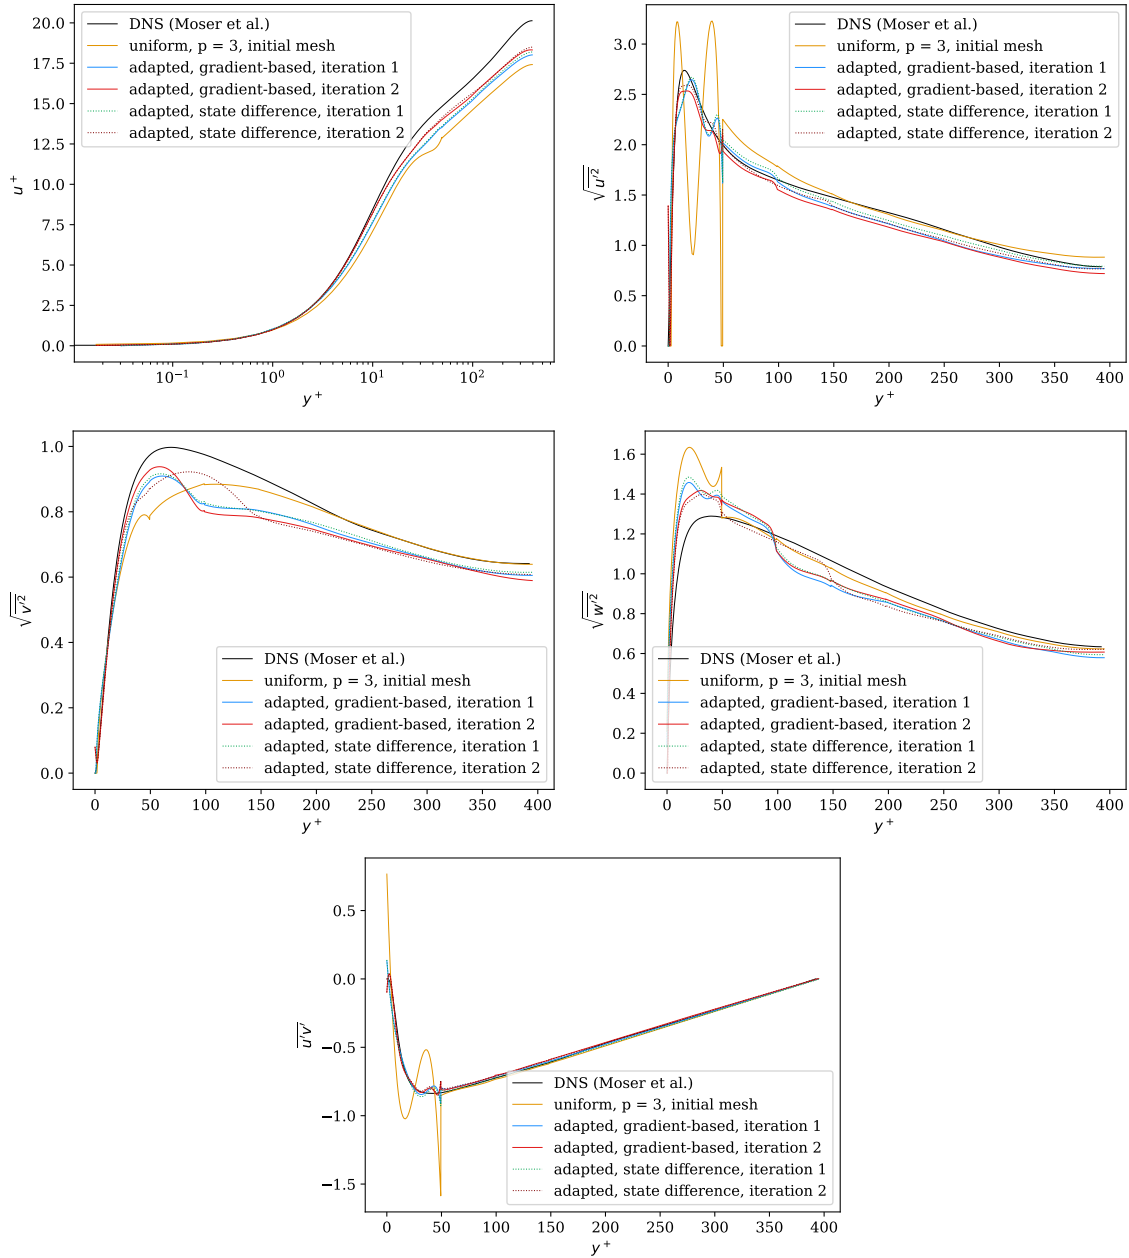 20.0
17.5
15.0
12.5
10.0
7.5
5.0
2.5
0.0
u⁺
10⁻¹
10⁰
10¹
10²
y⁺
DNS (Moser et al.)
uniform, p = 3, initial mesh
adapted, gradient-based, iteration 1
adapted, gradient-based, iteration 2
adapted, state difference, iteration 1
adapted, state difference, iteration 2
3.0
2.5
2.0
1.5
1.0
0.5
0.0
√u′²
0 50 100 150 200 250 300 350 400
y⁺
DNS (Moser et al.)
uniform, p = 3, initial mesh
adapted, gradient-based, iteration 1
adapted, gradient-based, iteration 2
adapted, state difference, iteration 1
adapted, state difference, iteration 2
1.0
0.8
0.6
0.4
0.2
0.0
√v′²
0 50 100 150 200 250 300 350 400
y⁺
DNS (Moser et al.)
uniform, p = 3, initial mesh
adapted, gradient-based, iteration 1
adapted, gradient-based, iteration 2
adapted, state difference, iteration 1
adapted, state difference, iteration 2
1.6
1.4
1.2
1.0
0.8
0.6
0.4
0.2
0.0
√w′²
0 50 100 150 200 250 300 350 400
y⁺
DNS (Moser et al.)
uniform, p = 3, initial mesh
adapted, gradient-based, iteration 1
adapted, gradient-based, iteration 2
adapted, state difference, iteration 1
adapted, state difference, iteration 2
0.5
0.0
−0.5
−1.0
−1.5
u′v′
0 50 100 150 200 250 300 350 400
y⁺
DNS (Moser et al.)
uniform, p = 3, initial mesh
adapted, gradient-based, iteration 1
adapted, gradient-based, iteration 2
adapted, state difference, iteration 1
adapted, state difference, iteration 2